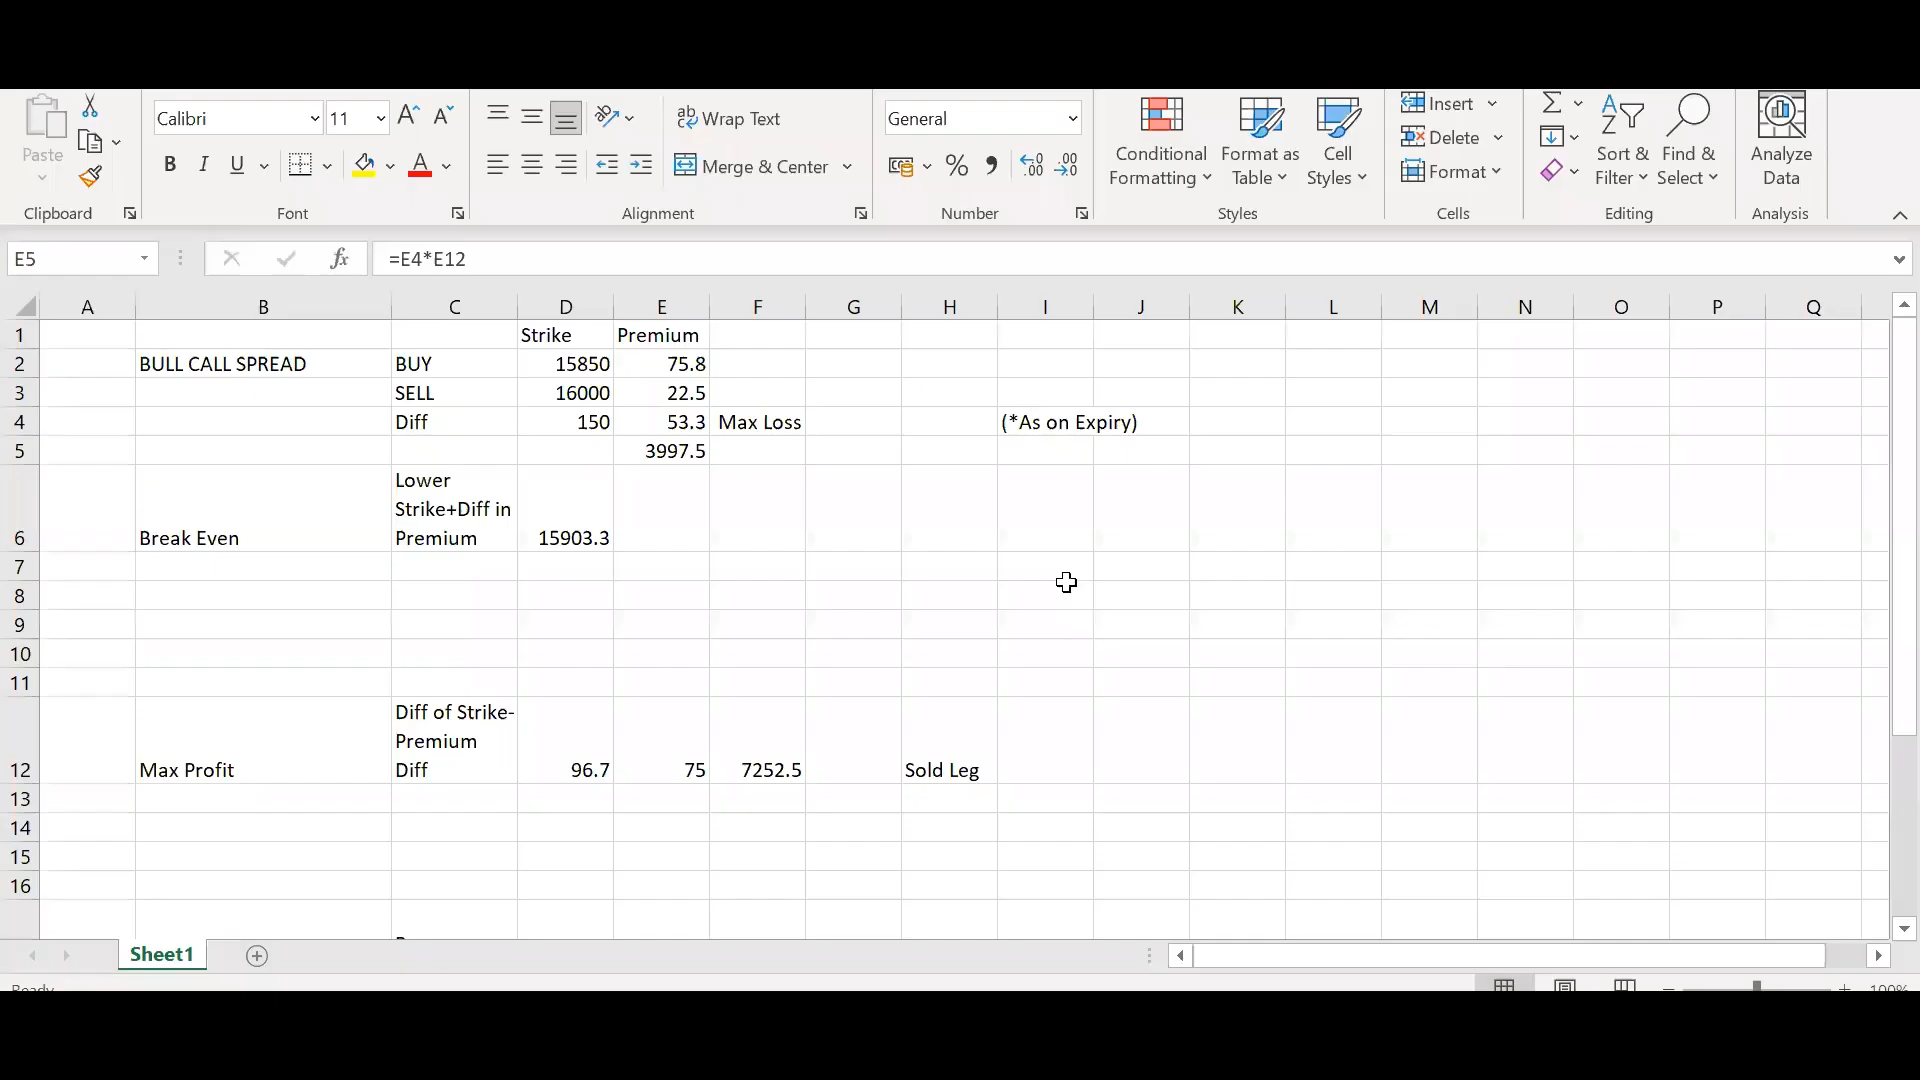 Calibri 11 Wrap Text General Insert
Paste B I U Merge & Center Conditional Formatting Format as Table Cell Styles Delete Format Sort & Filter Find & Select Analyze Data
Clipboard Font Alignment Number Styles Cells Editing Analysis
E5 fx =E4*E12
A B C D E F G H I J K L M N O P Q
1 Strike Premium
2 BULL CALL SPREAD BUY 15850 75.8
3 SELL 16000 22.5
4 Diff 150 53.3 Max Loss (*As on Expiry)
5 3997.5
Lower
Strike+Diff in
6 Break Even Premium 15903.3
7
8
9
10
11
Diff of Strike-
Premium
12 Max Profit Diff 96.7 75 7252.5 Sold Leg
13
14
15
16
Sheet1
Ready 100%